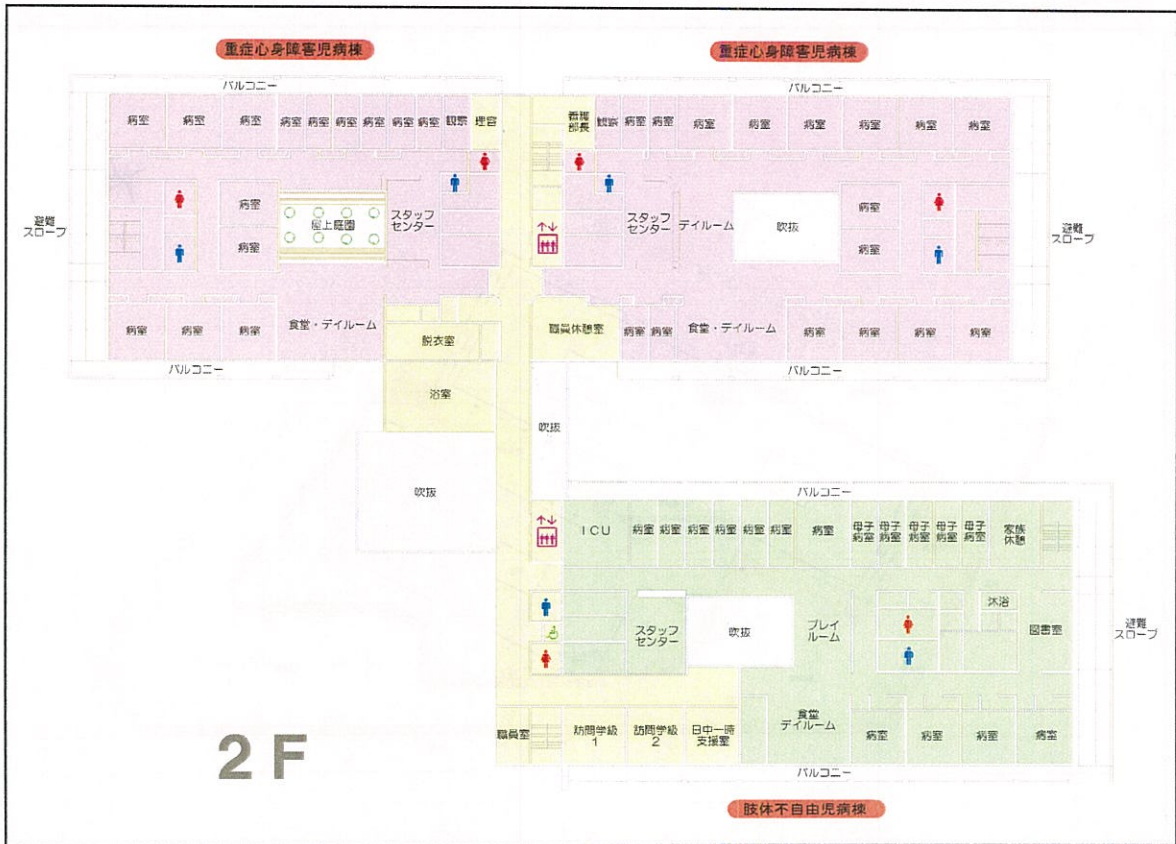 重症心身障害児病棟
重症心身障害児病棟
バルコニー
バルコニー
病室 病室 病室 病室 病室 病室 病室 病室 病室 観察 理容
看護
部長
観察 病室 病室 病室 病室 病室 病室 病室 病室
避難
スロープ
病室
屋上庭園
スタッフ
センター
病室
スタッフ
センター
デイルーム
吹抜
病室
病室
避難
スロープ
病室 病室 病室 食堂・デイルーム
脱衣室
職員休憩室
病室 病室 食堂・デイルーム 病室 病室 病室 病室
バルコニー
バルコニー
浴室
吹抜
吹抜
バルコニー
ICU 病室 病室 病室 病室 病室 病室 病室
母子
病室
母子
病室
母子
病室
母子
病室
母子
病室
家族
休憩
スタッフ
センター
吹抜
プレイ
ルーム
沐浴
図書室
避難
スロープ
職員室
訪問学級
1
訪問学級
2
日中一時
支援室
食堂
デイルーム
病室 病室 病室 病室
バルコニー
2F
肢体不自由児病棟